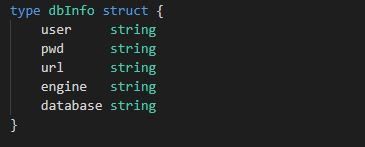 type dbInfo struct {
    user     string
    pwd      string
    url      string
    engine   string
    database string
}